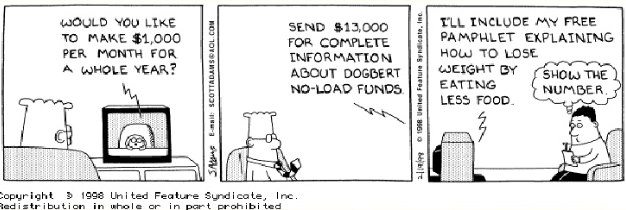 WOULD YOU LIKE
TO MAKE $1,000
PER MONTH FOR
A WHOLE YEAR?
E-mail: SCOTTADAMS@AOL.COM
SEND $13,000
FOR COMPLETE
INFORMATION
ABOUT DOGBERT
NO-LOAD FUNDS.
© 1998 United Feature Syndicate, Inc.
I'LL INCLUDE MY FREE
PAMPHLET EXPLAINING
HOW TO LOSE
WEIGHT BY
EATING
LESS FOOD.
SHOW THE
NUMBER.
Copyright © 1998 United Feature Syndicate, Inc.
Redistribution in whole or in part prohibited